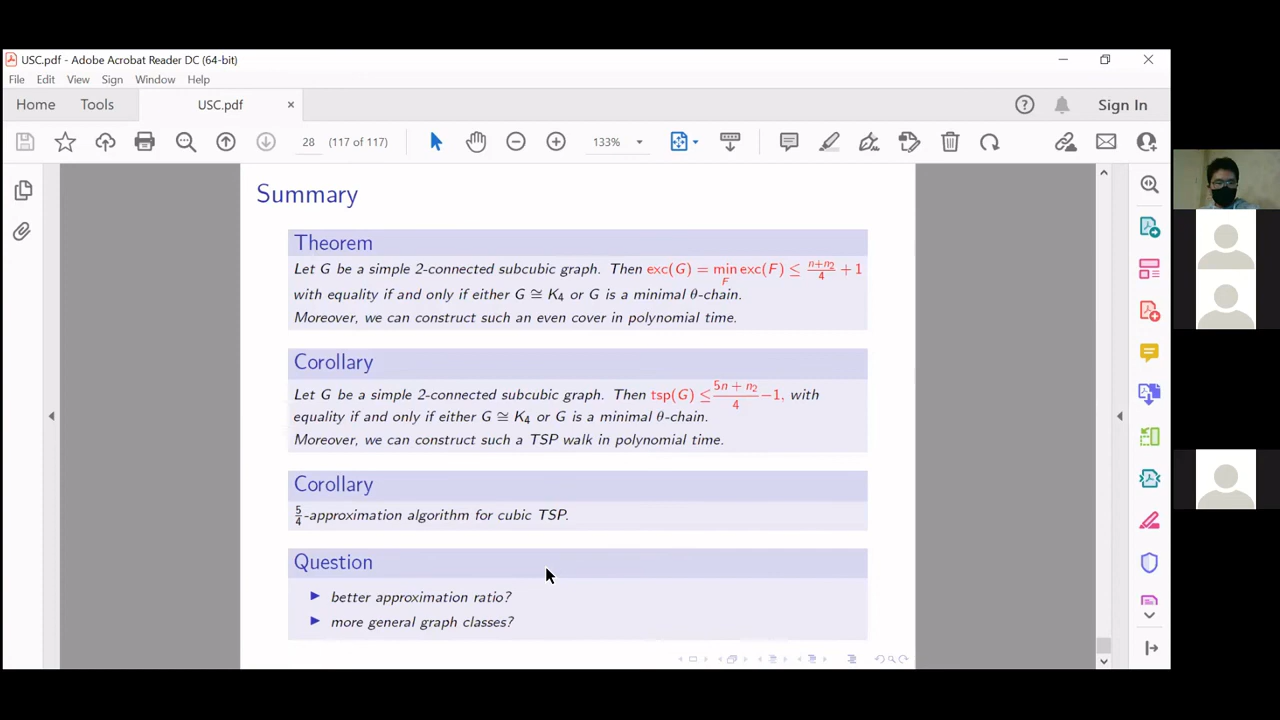 USC.pdf - Adobe Acrobat Reader DC (64-bit)
File Edit View Sign Window Help
Home Tools USC.pdf × Sign In
28 (117 of 117) 133%
Summary
Theorem
Let G be a simple 2-connected subcubic graph. Then exc(G) = min_F exc(F) ≤ (n+n₂)/4 + 1
with equality if and only if either G ≅ K₄ or G is a minimal θ-chain.
Moreover, we can construct such an even cover in polynomial time.
Corollary
Let G be a simple 2-connected subcubic graph. Then tsp(G) ≤ (5n + n₂)/4 − 1, with
equality if and only if either G ≅ K₄ or G is a minimal θ-chain.
Moreover, we can construct such a TSP walk in polynomial time.
Corollary
5/4-approximation algorithm for cubic TSP.
Question
► better approximation ratio?
► more general graph classes?